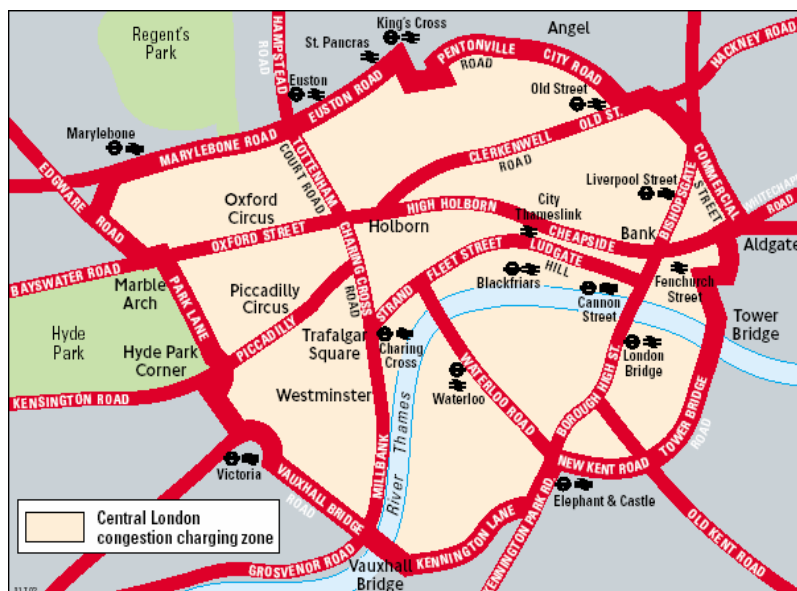 King's Cross
Angel
Regent's
Park
HAMPSTEAD
ROAD
St. Pancras
PENTONVILLE
ROAD
CITY ROAD
HACKNEY ROAD
Euston
EUSTON ROAD
Old Street
OLD ST.
Marylebone
MARYLEBONE ROAD
CLERKENWELL
ROAD
EDGWARE
ROAD
TOTTENHAM
COURT ROAD
Liverpool Street
BISHOPSGATE
COMMERCIAL
STREET
WHITECHAPEL
ROAD
Oxford
Circus
HIGH HOLBORN
City
Thameslink
Holborn
OXFORD STREET
CHEAPSIDE
Bank
Aldgate
BAYSWATER ROAD
Marble
Arch
PARK LANE
CHARING CROSS
ROAD
FLEET STREET
LUDGATE
HILL
Blackfriars
Cannon
Street
Fenchurch
Street
Piccadilly
Circus
PICCADILLY
STRAND
Tower
Bridge
Hyde
Park
Hyde Park
Corner
Trafalgar
Square
Charing
Cross
WATERLOO ROAD
London
Bridge
BOROUGH HIGH ST.
KENSINGTON ROAD
Westminster
Waterloo
TOWER BRIDGE
ROAD
River Thames
MILLBANK
Victoria
VAUXHALL BRIDGE
ROAD
NEW KENT ROAD
Elephant & Castle
KENNINGTON PARK RD.
OLD KENT ROAD
Central London
congestion charging zone
KENNINGTON LANE
GROSVENOR ROAD
Vauxhall
Bridge